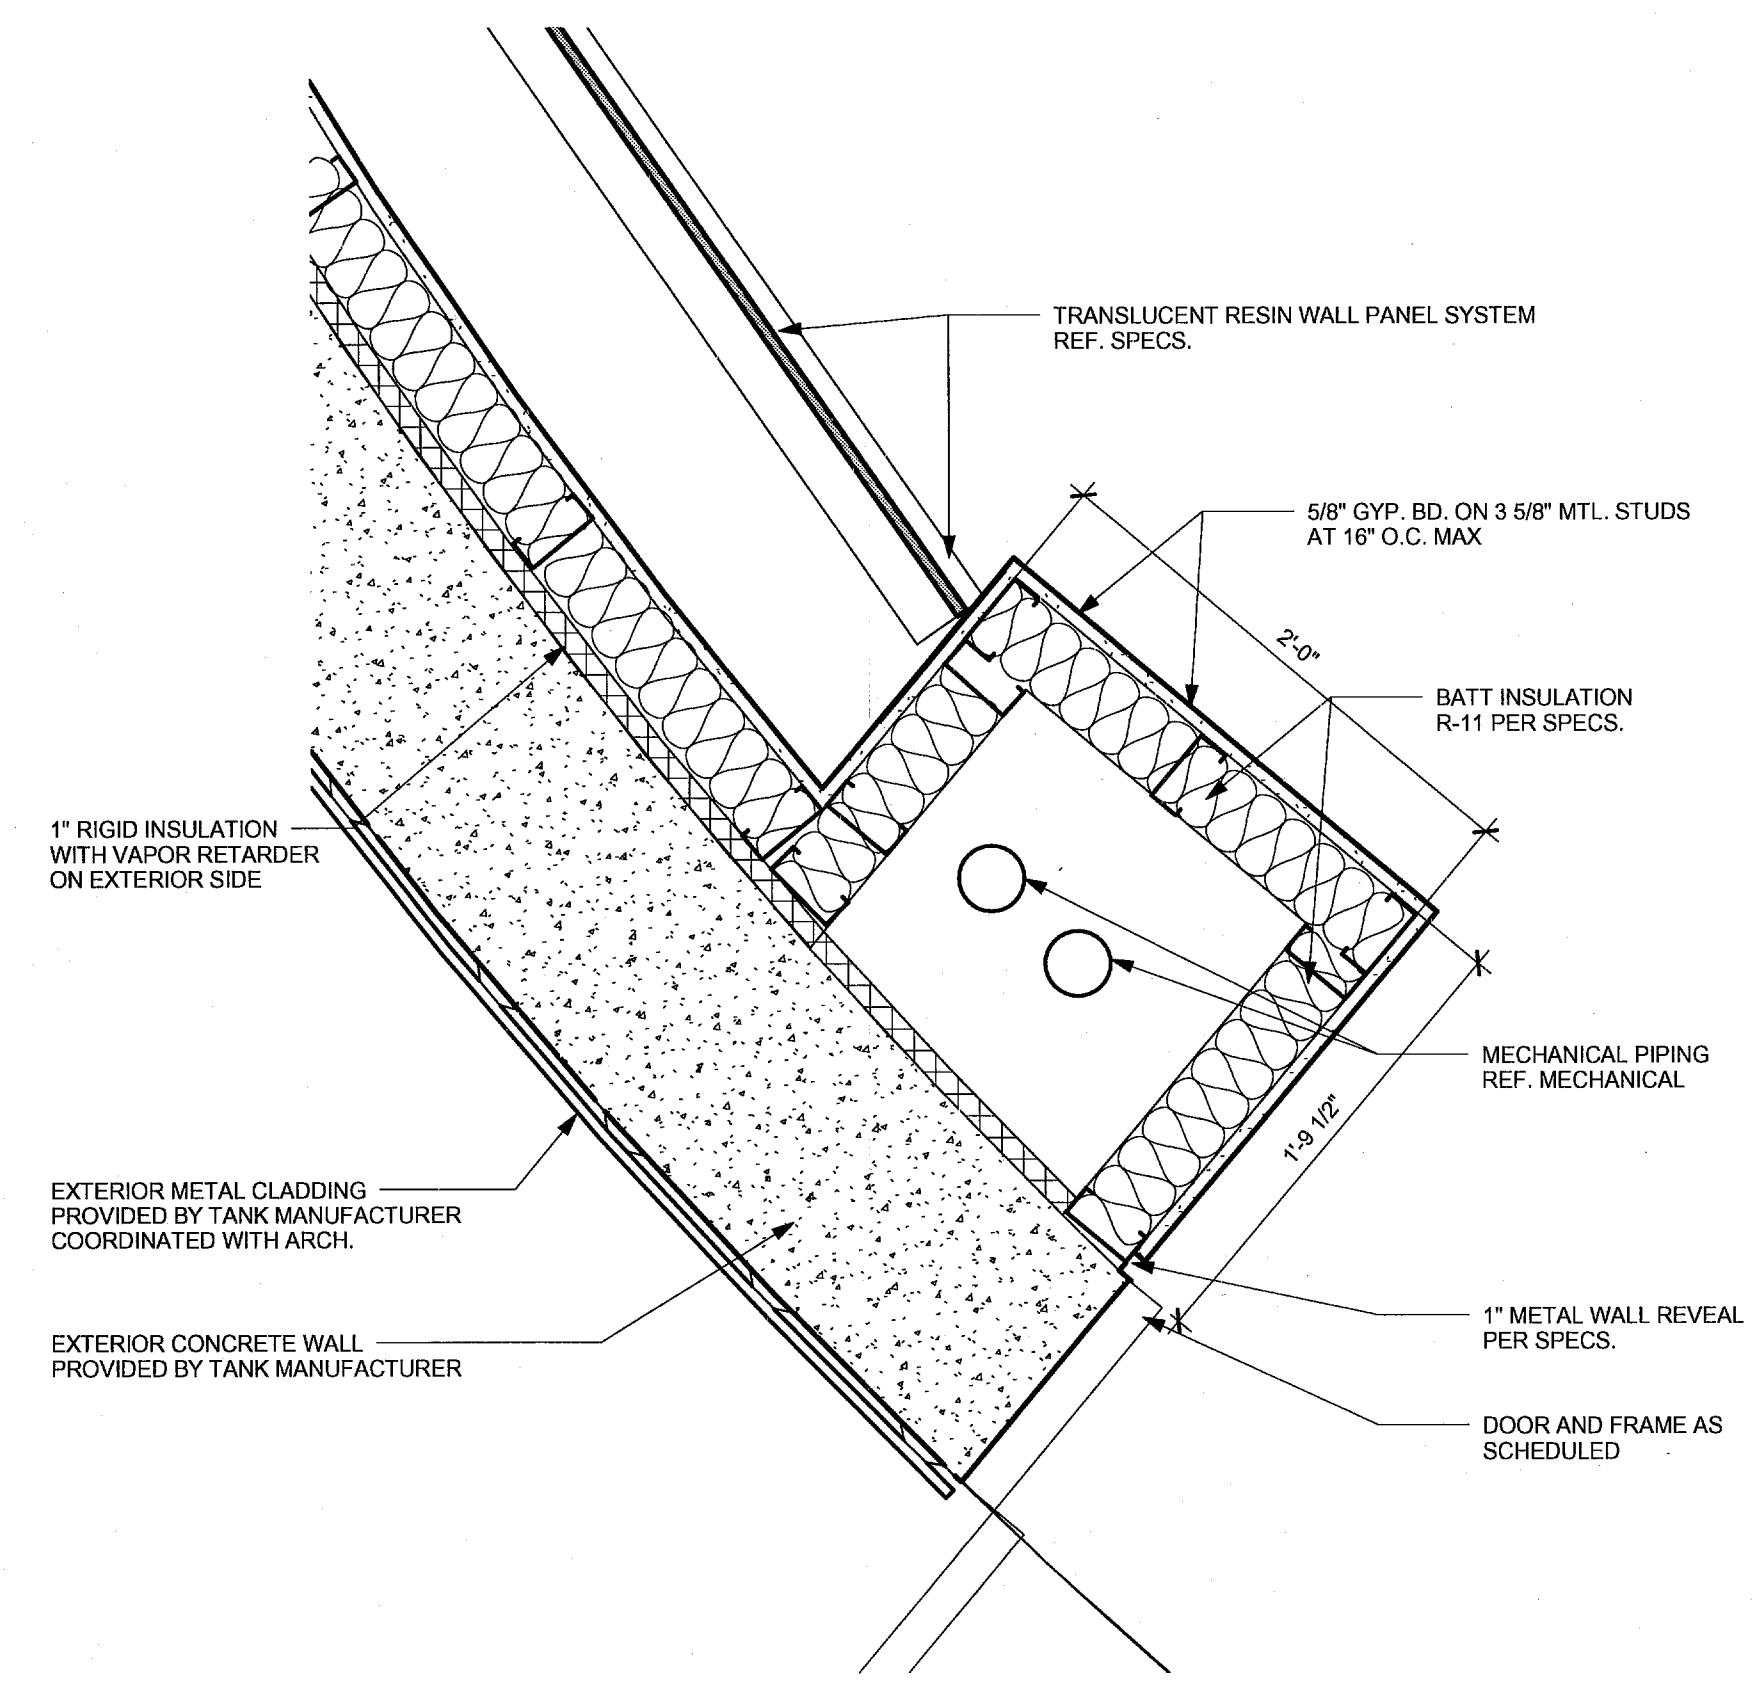 TRANSLUCENT RESIN WALL PANEL SYSTEM
REF. SPECS.
5/8" GYP. BD. ON 3 5/8" MTL. STUDS
AT 16" O.C. MAX
2'-0"
BATT INSULATION
R-11 PER SPECS.
1" RIGID INSULATION
WITH VAPOR RETARDER
ON EXTERIOR SIDE
MECHANICAL PIPING
REF. MECHANICAL
1'-9 1/2"
EXTERIOR METAL CLADDING
PROVIDED BY TANK MANUFACTURER
COORDINATED WITH ARCH.
EXTERIOR CONCRETE WALL
PROVIDED BY TANK MANUFACTURER
1" METAL WALL REVEAL
PER SPECS.
DOOR AND FRAME AS
SCHEDULED